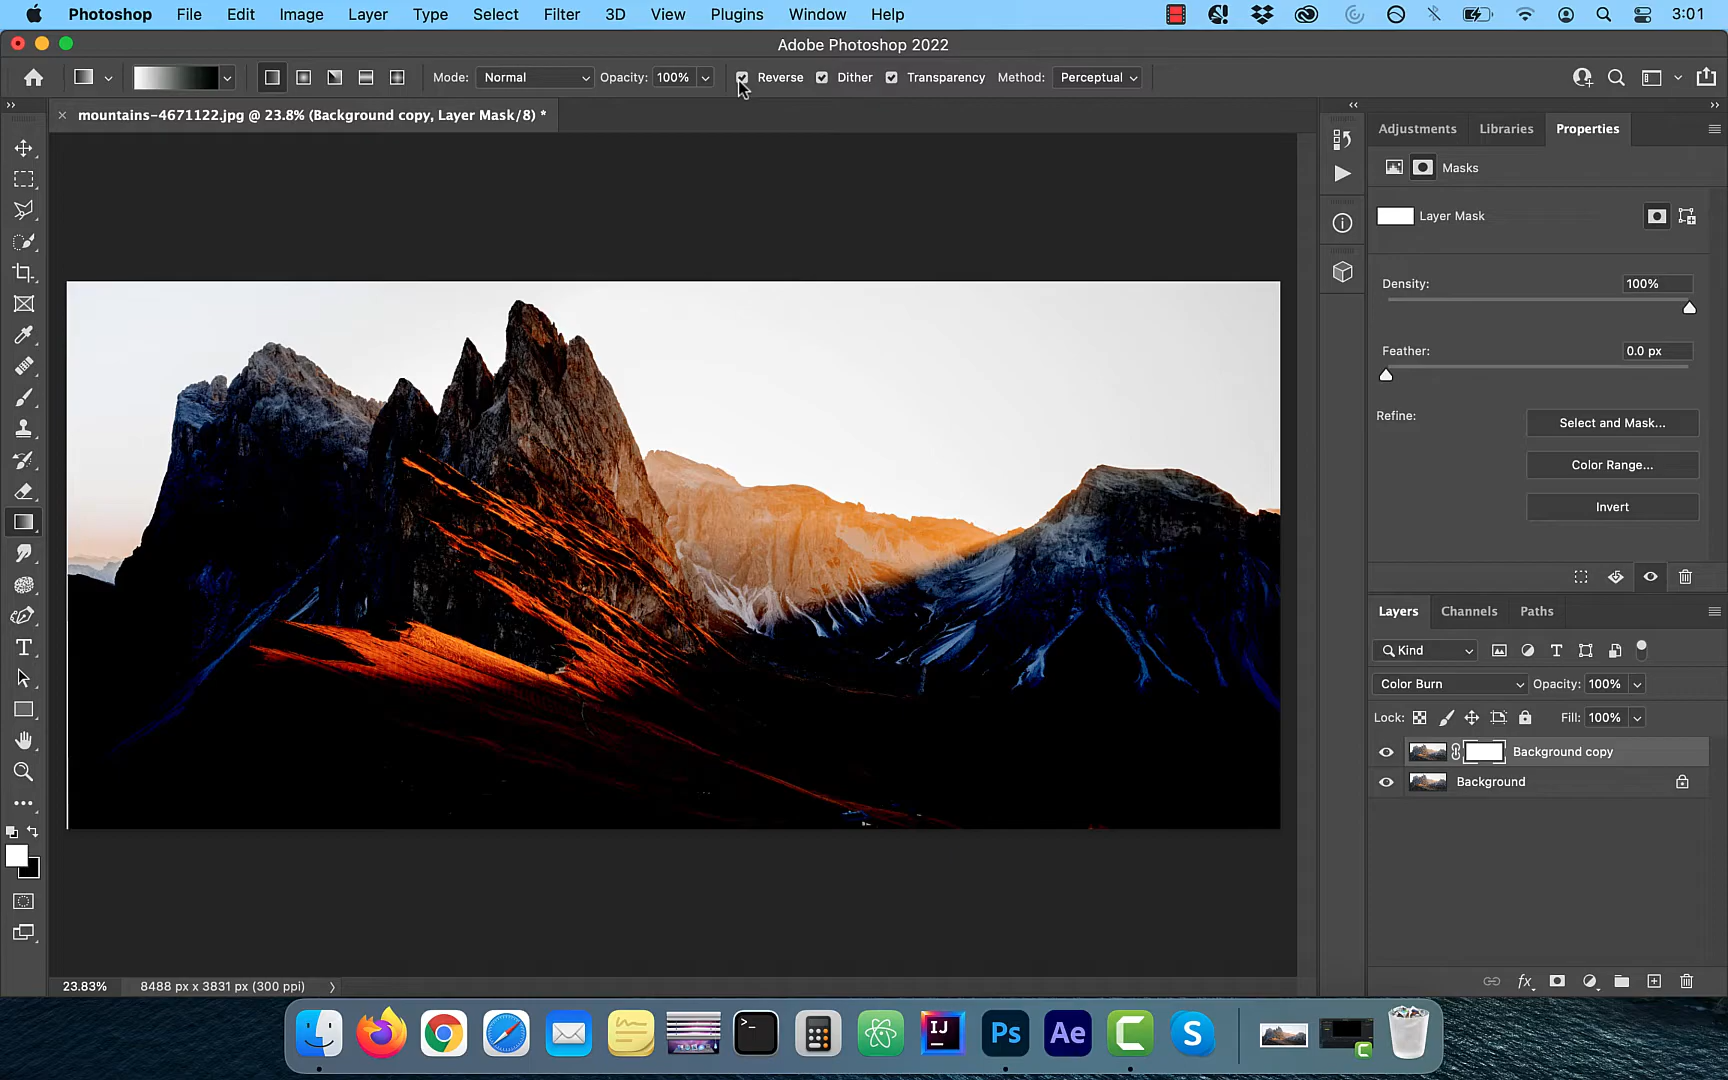 Photoshop File Edit Image Layer Type Select Filter 3D View Plugins Window Help 3:01
Adobe Photoshop 2022
Mode: Normal Opacity: 100% Reverse Dither Transparency Method: Perceptual
mountains-4671122.jpg @ 23.8% (Background copy, Layer Mask/8) *
Adjustments Libraries Properties
Masks
Layer Mask
Density: 100%
Feather: 0.0 px
Refine: Select and Mask...
Color Range...
Invert
Layers Channels Paths
Kind
Color Burn Opacity: 100%
Lock: Fill: 100%
Background copy
Background
23.83% 8488 px x 3831 px (300 ppi)
IJ Ps Ae C S